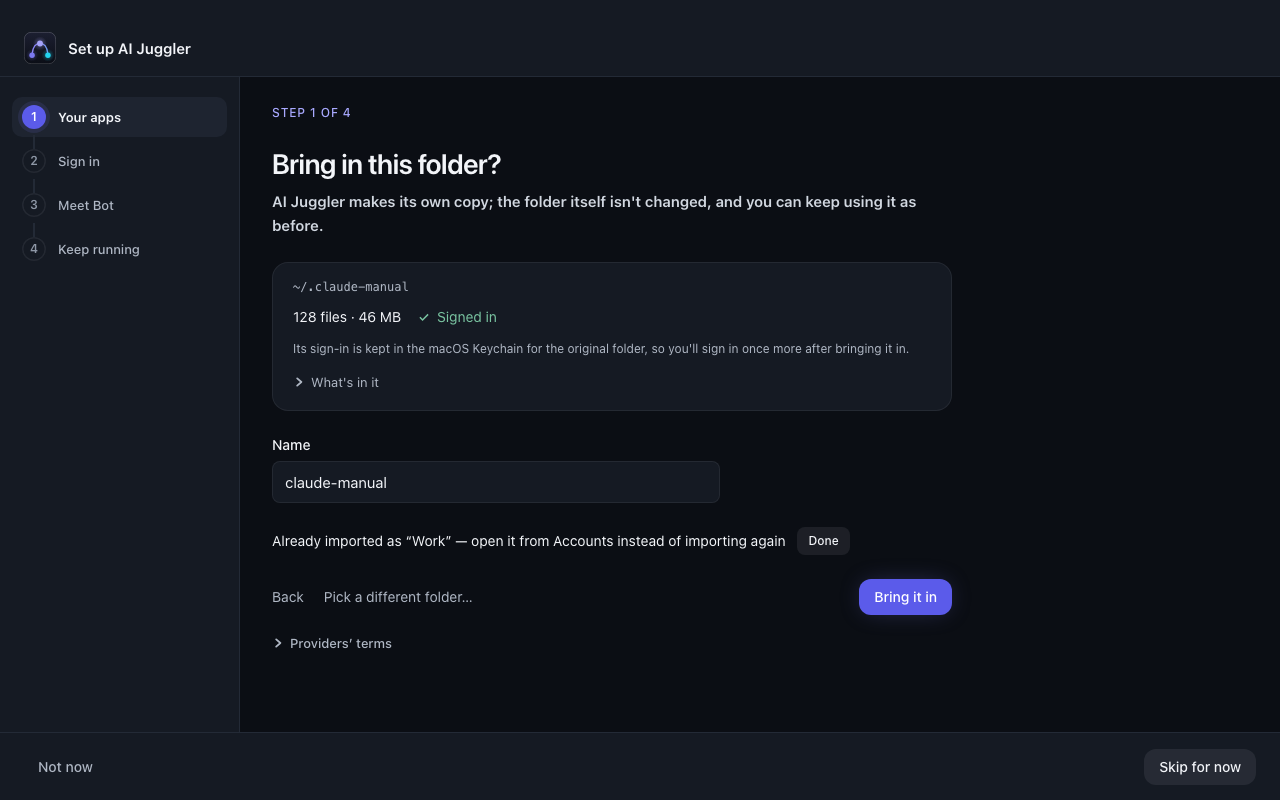 Set up AI Juggler
1 Your apps
2 Sign in
3 Meet Bot
4 Keep running
STEP 1 OF 4
Bring in this folder?
AI Juggler makes its own copy; the folder itself isn't changed, and you can keep using it as
before.
~/.claude-manual
128 files · 46 MB ✓ Signed in
Its sign-in is kept in the macOS Keychain for the original folder, so you'll sign in once more after bringing it in.
What's in it
Name
claude-manual
Already imported as “Work” — open it from Accounts instead of importing again Done
Back Pick a different folder… Bring it in
Providers’ terms
Not now Skip for now